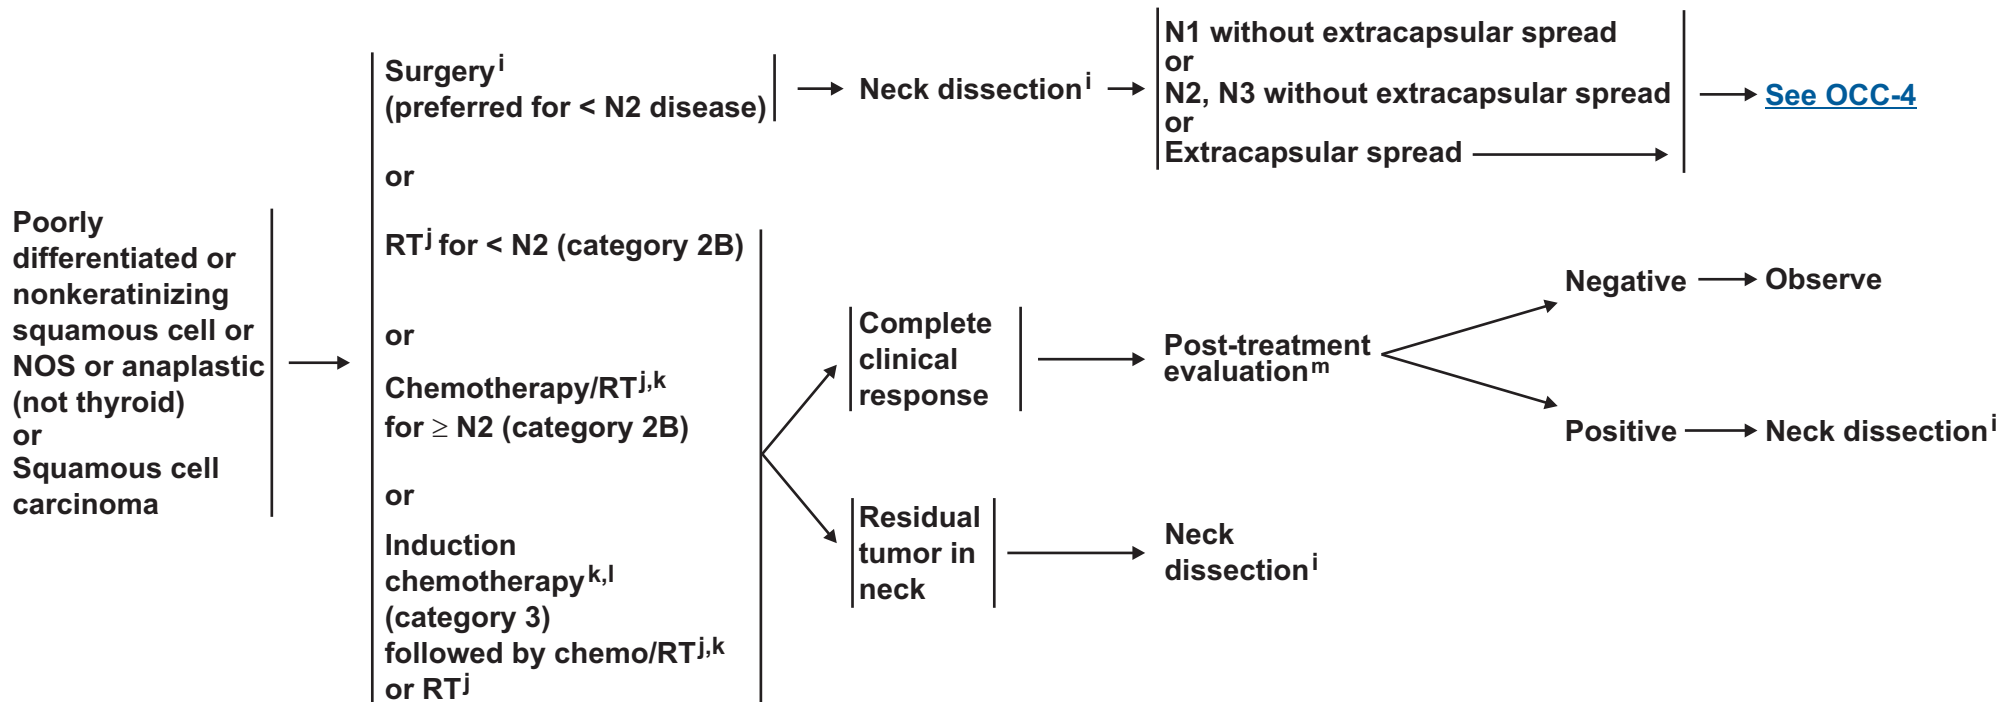 Poorly
differentiated or
nonkeratinizing
squamous cell or
NOS or anaplastic
(not thyroid)
or
Squamous cell
carcinoma
Surgery i
(preferred for < N2 disease)
or
RT j for < N2 (category 2B)
or
Chemotherapy/RT j,k
for ≥ N2 (category 2B)
or
Induction
chemotherapy k,l
(category 3)
followed by chemo/RT j,k
or RT j
Neck dissection i
N1 without extracapsular spread
or
N2, N3 without extracapsular spread
or
Extracapsular spread
See OCC-4
Complete
clinical
response
Post-treatment
evaluation m
Negative
Observe
Positive
Neck dissection i
Residual
tumor in
neck
Neck
dissection i